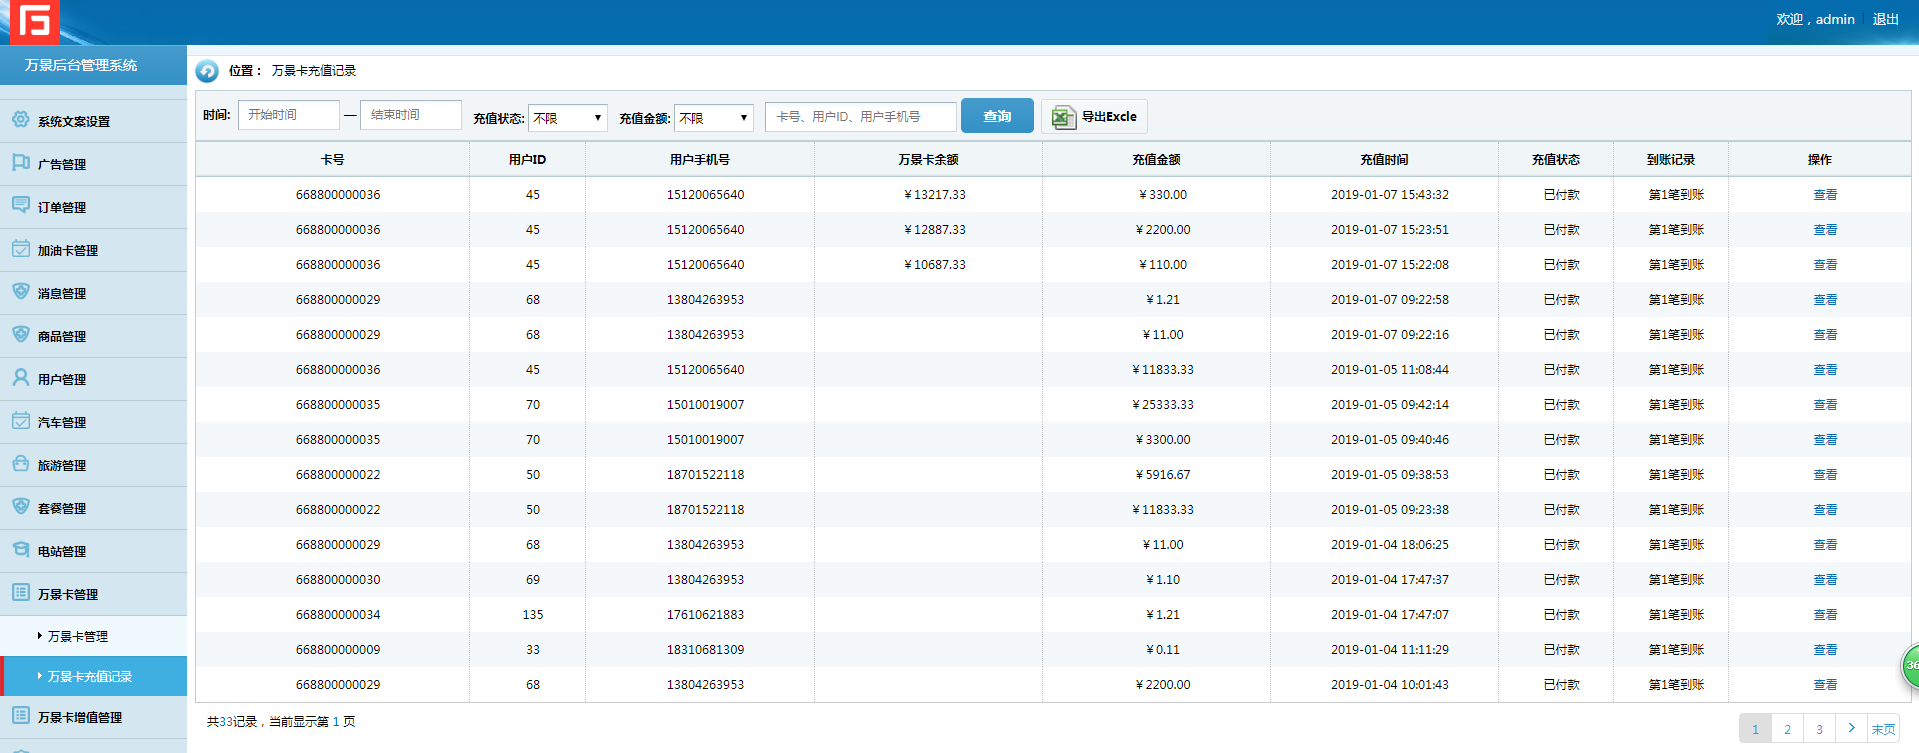 欢迎，admin 退出
万景后台管理系统
位置： 万景卡充值记录
系统文案设置
广告管理
订单管理
加油卡管理
消息管理
商品管理
用户管理
汽车管理
旅游管理
套餐管理
电站管理
万景卡管理
万景卡管理
万景卡充值记录
万景卡增值管理
时间: 开始时间 — 结束时间 充值状态: 不限 充值金额: 不限 卡号、用户ID、用户手机号 查询 导出Excle
卡号 用户ID 用户手机号 万景卡余额 充值金额 充值时间 充值状态 到账记录 操作
668800000036 45 15120065640 ¥13217.33 ¥330.00 2019-01-07 15:43:32 已付款 第1笔到账 查看
668800000036 45 15120065640 ¥12887.33 ¥2200.00 2019-01-07 15:23:51 已付款 第1笔到账 查看
668800000036 45 15120065640 ¥10687.33 ¥110.00 2019-01-07 15:22:08 已付款 第1笔到账 查看
668800000029 68 13804263953 ¥1.21 2019-01-07 09:22:58 已付款 第1笔到账 查看
668800000029 68 13804263953 ¥11.00 2019-01-07 09:22:16 已付款 第1笔到账 查看
668800000036 45 15120065640 ¥11833.33 2019-01-05 11:08:44 已付款 第1笔到账 查看
668800000035 70 15010019007 ¥25333.33 2019-01-05 09:42:14 已付款 第1笔到账 查看
668800000035 70 15010019007 ¥3300.00 2019-01-05 09:40:46 已付款 第1笔到账 查看
668800000022 50 18701522118 ¥5916.67 2019-01-05 09:38:53 已付款 第1笔到账 查看
668800000022 50 18701522118 ¥11833.33 2019-01-05 09:23:38 已付款 第1笔到账 查看
668800000029 68 13804263953 ¥11.00 2019-01-04 18:06:25 已付款 第1笔到账 查看
668800000030 69 13804263953 ¥1.10 2019-01-04 17:47:37 已付款 第1笔到账 查看
668800000034 135 17610621883 ¥1.21 2019-01-04 17:47:07 已付款 第1笔到账 查看
668800000009 33 18310681309 ¥0.11 2019-01-04 11:11:29 已付款 第1笔到账 查看
668800000029 68 13804263953 ¥2200.00 2019-01-04 10:01:43 已付款 第1笔到账 查看
共33记录，当前显示第 1 页
1 2 3 > 末页
36